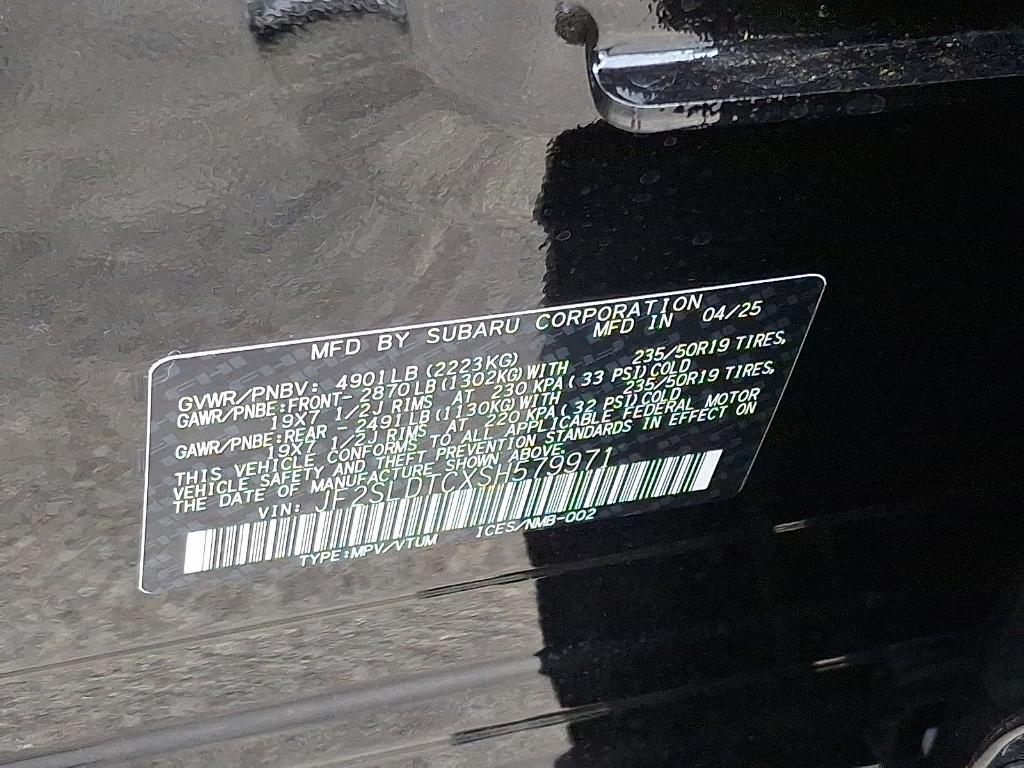 MFD BY SUBARU CORPORATION
MFD IN 04/25
GVWR/PNBV: 4901LB(2223KG)
GAWR/PNBE:FRONT- 2870LB(1302KG)WITH 235/50R19 TIRES,
19X7 1/2J RIMS AT 230 KPA(33 PSI)COLD
GAWR/PNBE:REAR - 2491LB(1130KG)WITH 235/50R19 TIRES,
19X7 1/2J RIMS AT 220 KPA(32 PSI)COLD
THIS VEHICLE CONFORMS TO ALL APPLICABLE FEDERAL MOTOR
VEHICLE SAFETY AND THEFT PREVENTION STANDARDS IN EFFECT ON
THE DATE OF MANUFACTURE SHOWN ABOVE.
VIN: JF2SLDTCXSH579971
TYPE:MPV/VTUM ICES/NMB-002